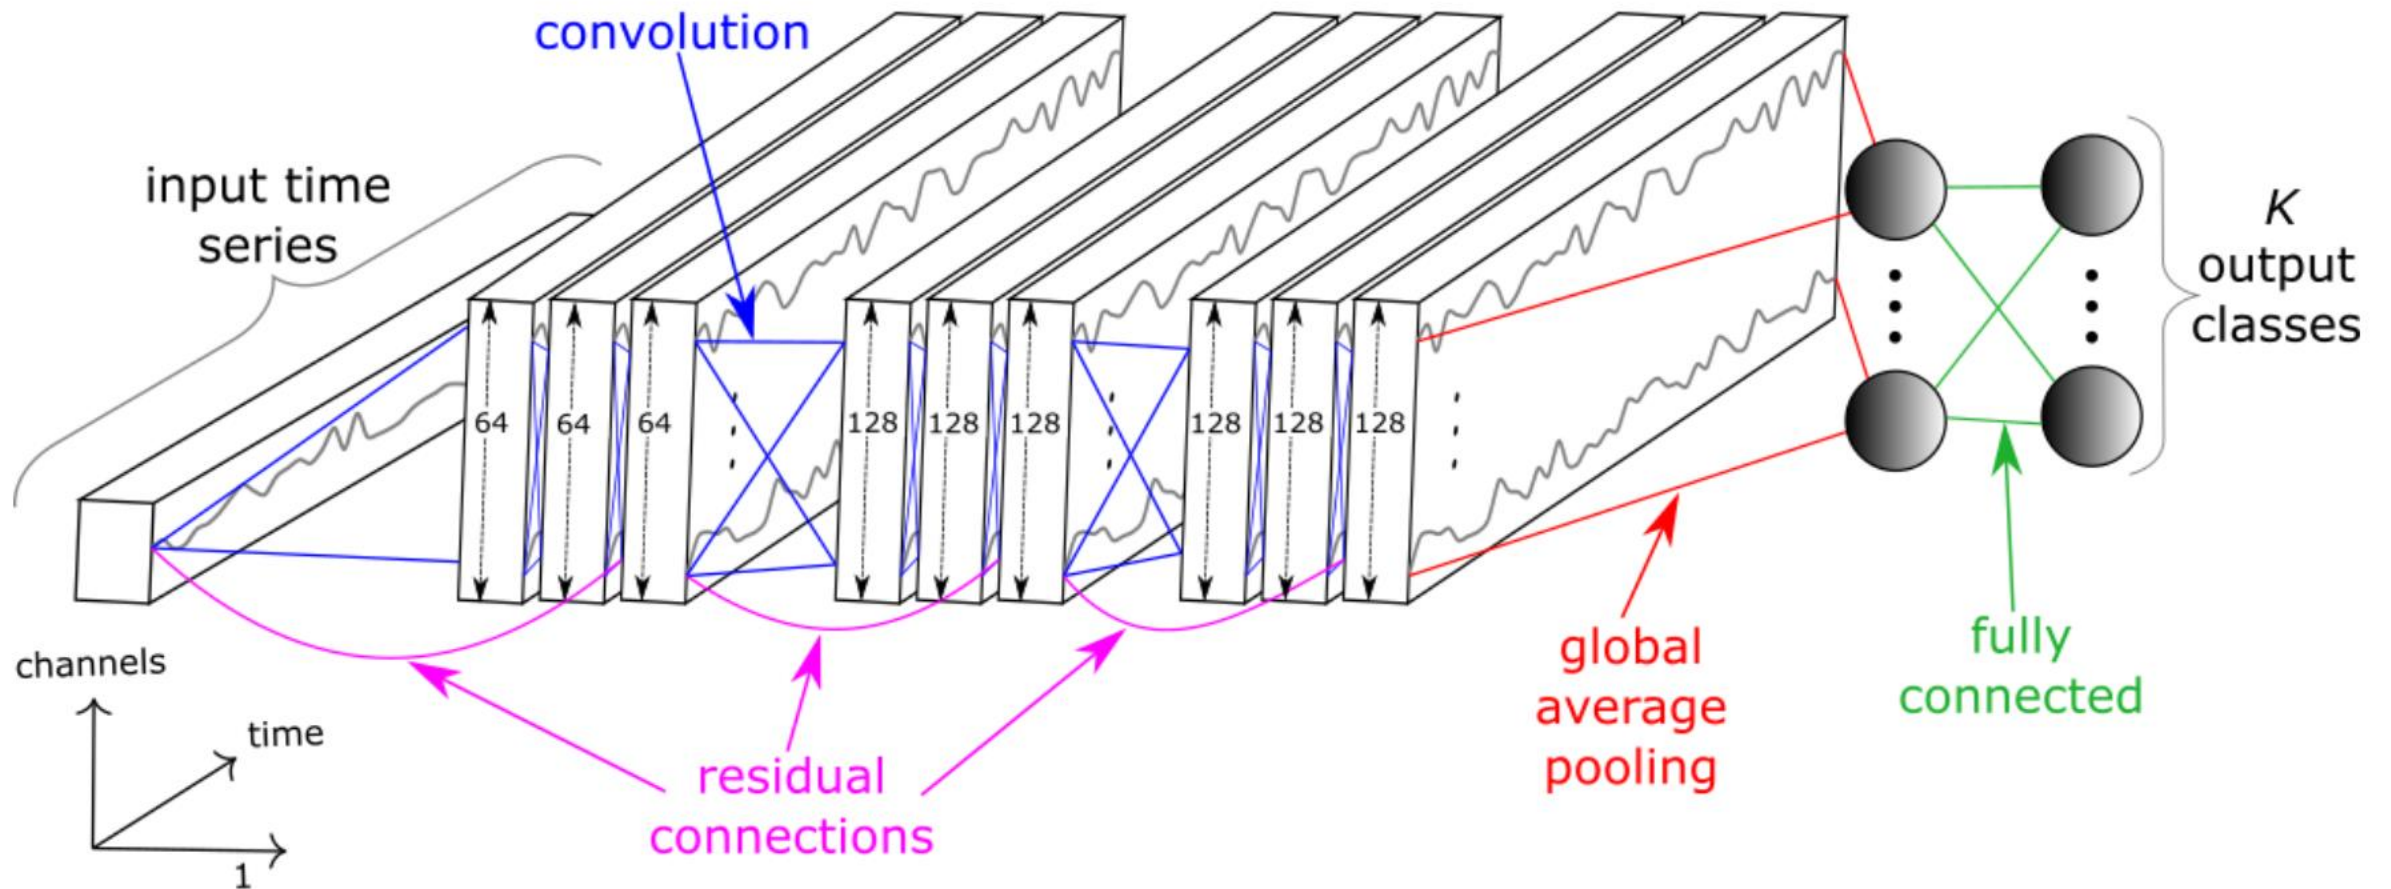 convolution
input time
series
K
output
classes
64
64
64
128
128
128
128
128
128
channels
time
1
residual
connections
global
average
pooling
fully
connected